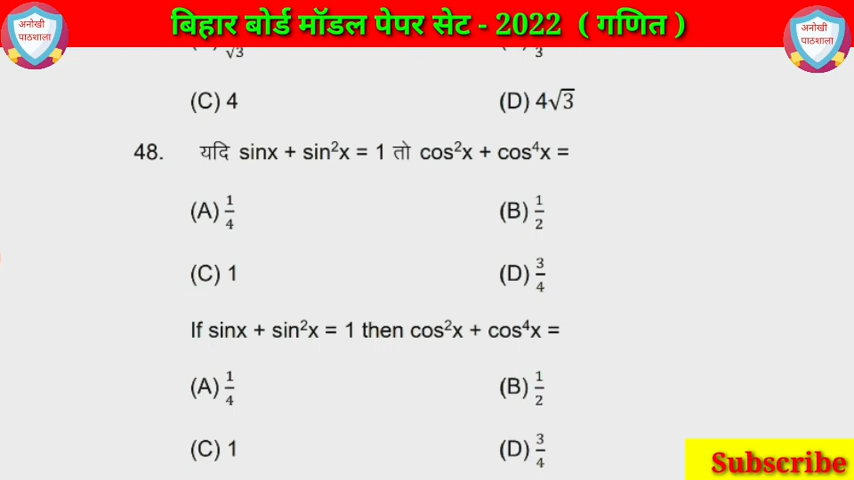 बिहार बोर्ड मॉडल पेपर सेट - 2022 ( गणित )
अनोखी
पाठशाला
अनोखी
पाठशाला
√3 3
(C) 4 (D) 4√3
48. यदि sinx + sin²x = 1 तो cos²x + cos⁴x =
(A) 1/4 (B) 1/2
(C) 1 (D) 3/4
If sinx + sin²x = 1 then cos²x + cos⁴x =
(A) 1/4 (B) 1/2
(C) 1 (D) 3/4
Subscribe